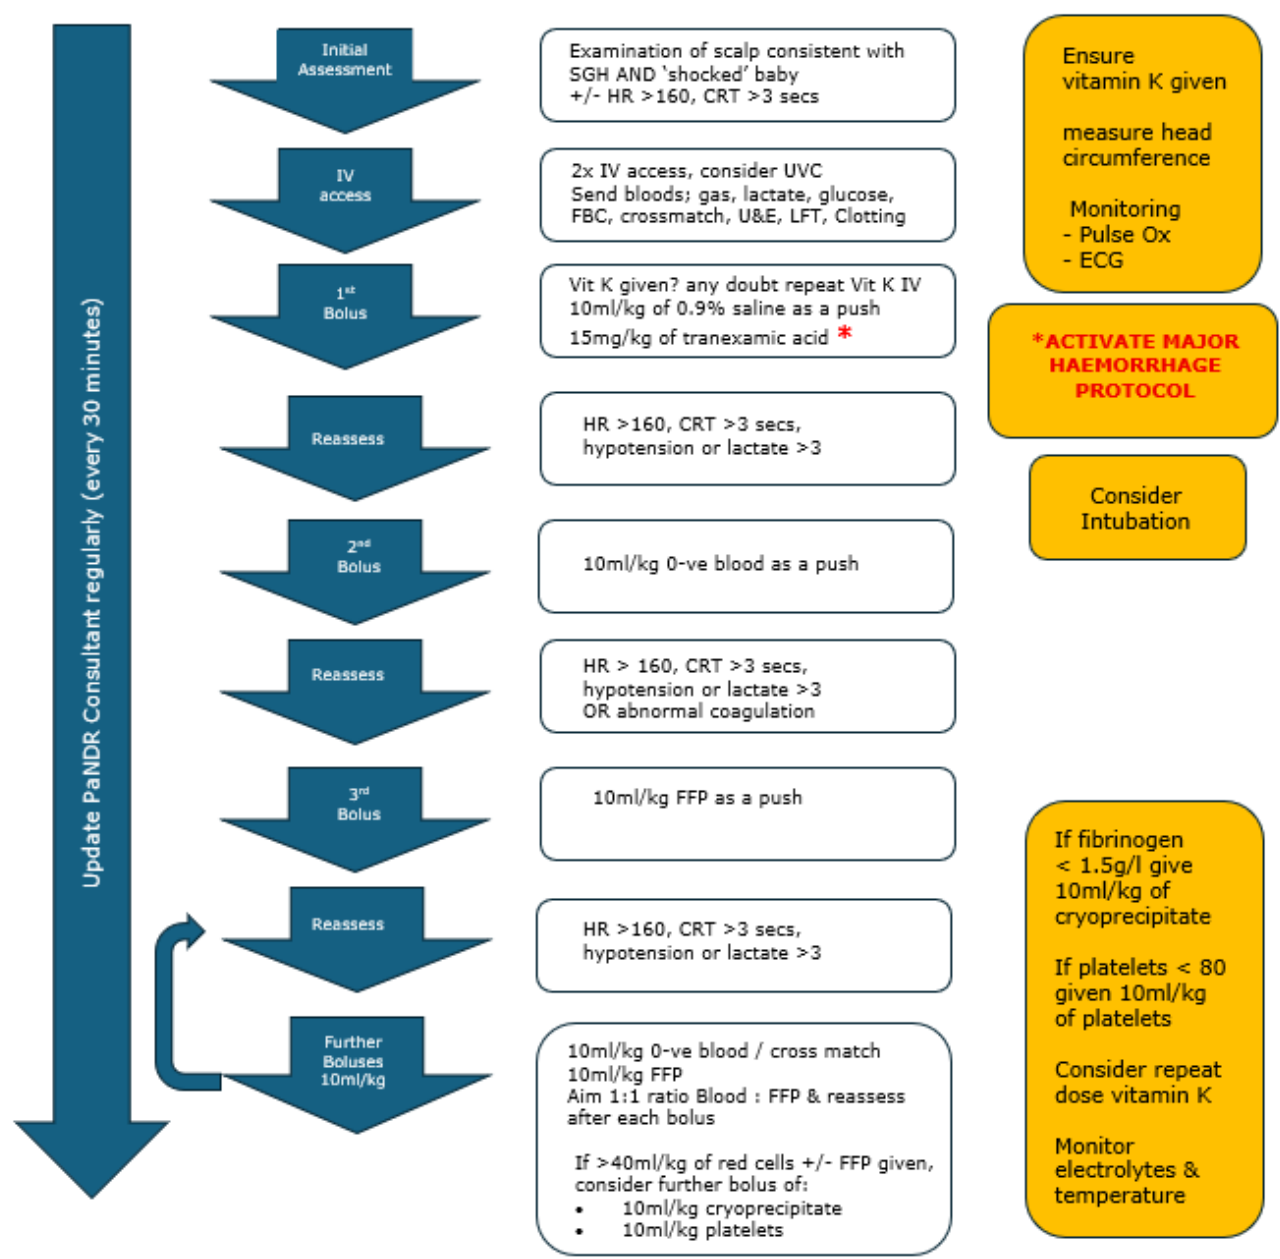 Update PaNDR Consultant regularly (every 30 minutes)
Initial
Assessment
Examination of scalp consistent with
SGH AND ‘shocked’ baby
+/- HR >160, CRT >3 secs
Ensure
vitamin K given
measure head
circumference
Monitoring
- Pulse Ox
- ECG
IV
access
2x IV access, consider UVC
Send bloods; gas, lactate, glucose,
FBC, crossmatch, U&E, LFT, Clotting
1st
Bolus
Vit K given? any doubt repeat Vit K IV
10ml/kg of 0.9% saline as a push
15mg/kg of tranexamic acid *
*ACTIVATE MAJOR
HAEMORRHAGE
PROTOCOL
Reassess
HR >160, CRT >3 secs,
hypotension or lactate >3
Consider
Intubation
2nd
Bolus
10ml/kg 0-ve blood as a push
Reassess
HR > 160, CRT >3 secs,
hypotension or lactate >3
OR abnormal coagulation
3rd
Bolus
10ml/kg FFP as a push
Reassess
HR >160, CRT >3 secs,
hypotension or lactate >3
Further
Boluses
10ml/kg
10ml/kg 0-ve blood / cross match
10ml/kg FFP
Aim 1:1 ratio Blood : FFP & reassess
after each bolus
If >40ml/kg of red cells +/- FFP given,
consider further bolus of:
• 10ml/kg cryoprecipitate
• 10ml/kg platelets
If fibrinogen
< 1.5g/l give
10ml/kg of
cryoprecipitate
If platelets < 80
given 10ml/kg
of platelets
Consider repeat
dose vitamin K
Monitor
electrolytes &
temperature